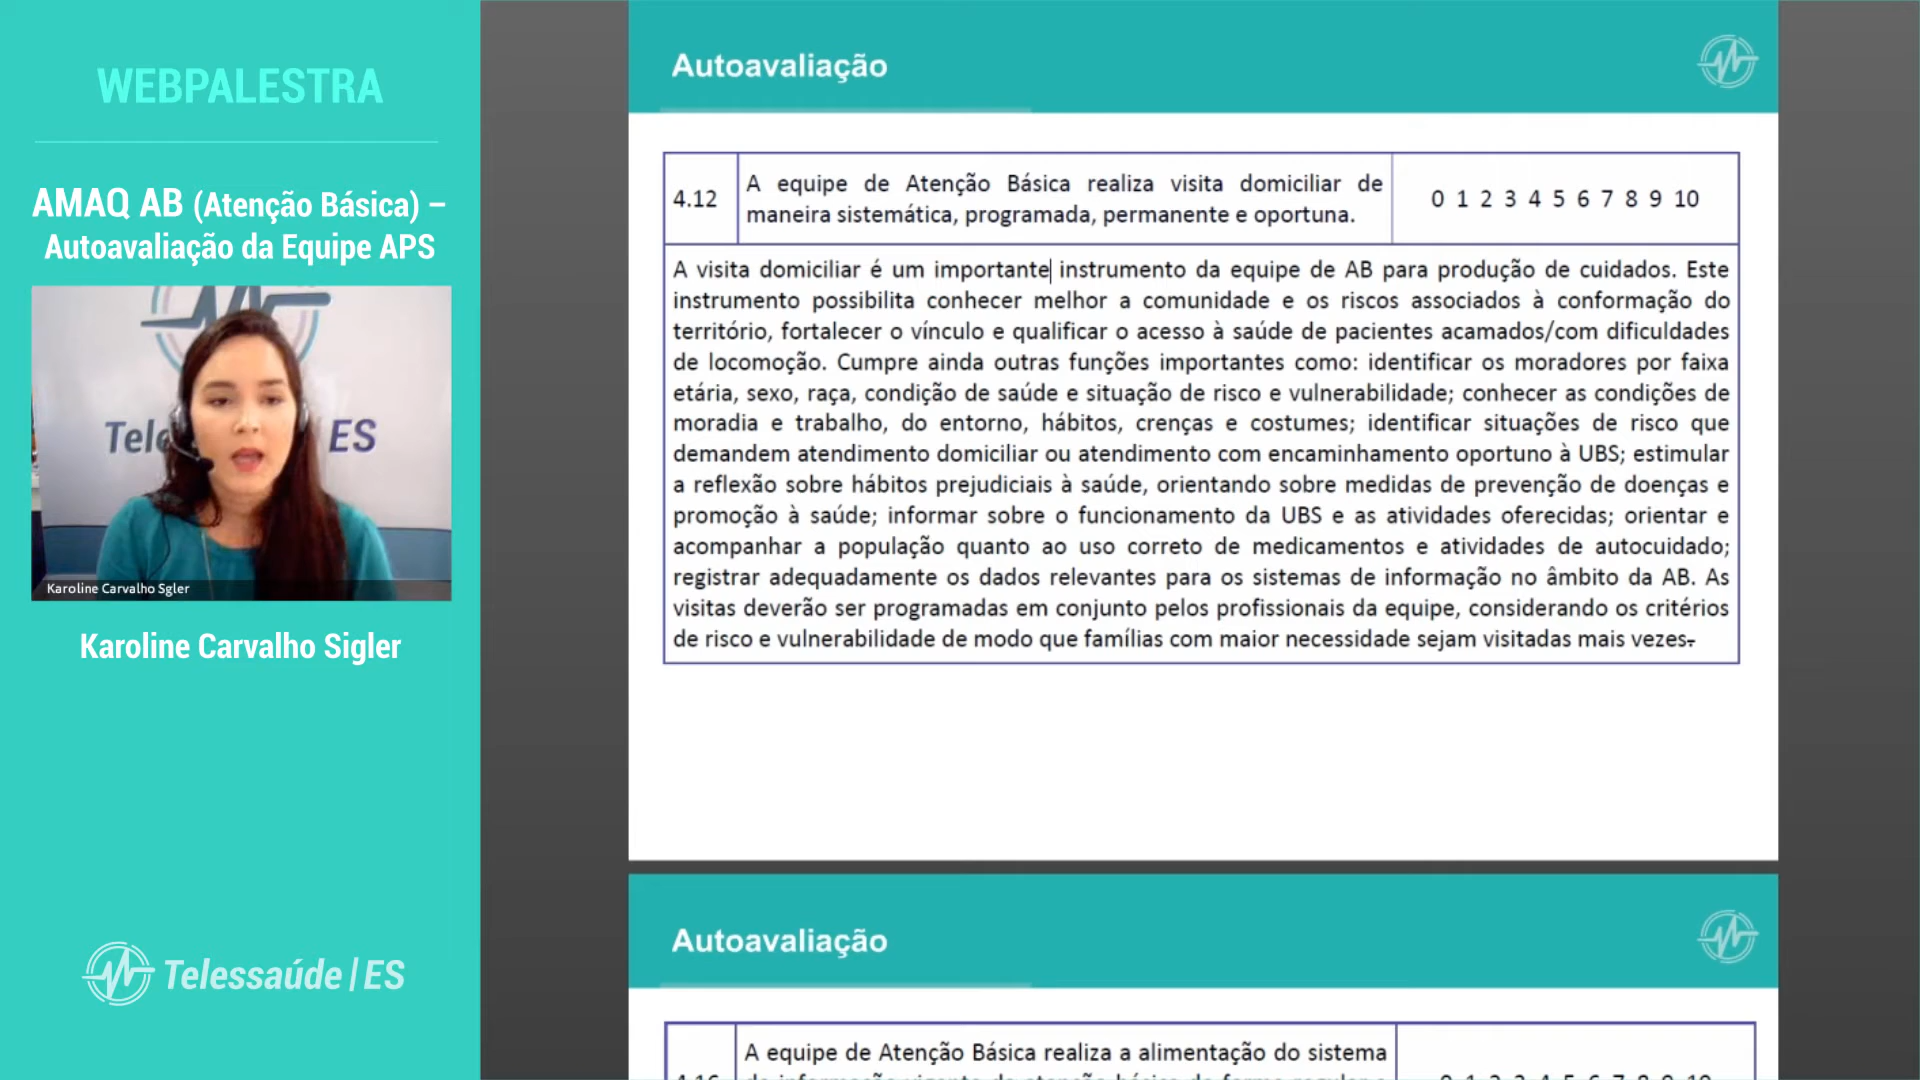 WEBPALESTRA
AMAQ AB (Atenção Básica) –
Autoavaliação da Equipe APS
Tele
ES
Karoline Carvalho Sgler
Karoline Carvalho Sigler
Telessaúde|ES
Autoavaliação
4.12
A equipe de Atenção Básica realiza visita domiciliar de
maneira sistemática, programada, permanente e oportuna.
0 1 2 3 4 5 6 7 8 9 10
A visita domiciliar é um importante instrumento da equipe de AB para produção de cuidados. Este
instrumento possibilita conhecer melhor a comunidade e os riscos associados à conformação do
território, fortalecer o vínculo e qualificar o acesso à saúde de pacientes acamados/com dificuldades
de locomoção. Cumpre ainda outras funções importantes como: identificar os moradores por faixa
etária, sexo, raça, condição de saúde e situação de risco e vulnerabilidade; conhecer as condições de
moradia e trabalho, do entorno, hábitos, crenças e costumes; identificar situações de risco que
demandem atendimento domiciliar ou atendimento com encaminhamento oportuno à UBS; estimular
a reflexão sobre hábitos prejudiciais à saúde, orientando sobre medidas de prevenção de doenças e
promoção à saúde; informar sobre o funcionamento da UBS e as atividades oferecidas; orientar e
acompanhar a população quanto ao uso correto de medicamentos e atividades de autocuidado;
registrar adequadamente os dados relevantes para os sistemas de informação no âmbito da AB. As
visitas deverão ser programadas em conjunto pelos profissionais da equipe, considerando os critérios
de risco e vulnerabilidade de modo que famílias com maior necessidade sejam visitadas mais vezes.
Autoavaliação
A equipe de Atenção Básica realiza a alimentação do sistema